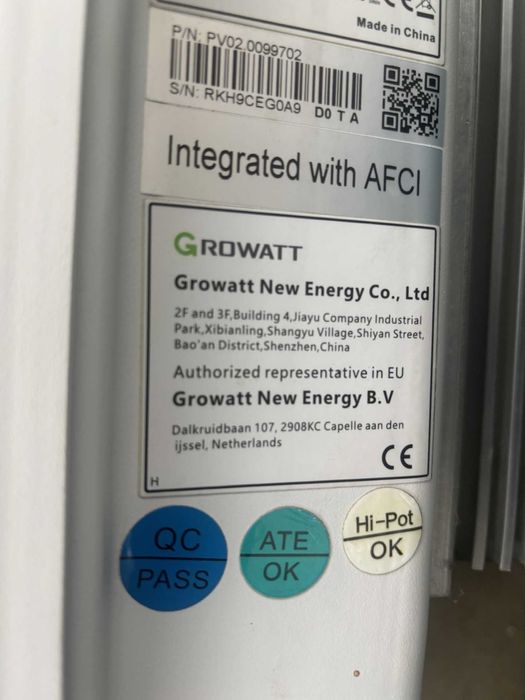 Made in China
P/N: PV02.0099702
S/N: RKH9CEG0A9 D0 T A
Integrated with AFCI
GROWATT
Growatt New Energy Co., Ltd
2F and 3F,Building 4,Jiayu Company Industrial
Park,Xibianling,Shangyu Village,Shiyan Street,
Bao'an District,Shenzhen,China
Authorized representative in EU
Growatt New Energy B.V
Dalkruidbaan 107, 2908KC Capelle aan den
ijssel, Netherlands
CE
H
QC
PASS
ATE
OK
Hi-Pot
OK